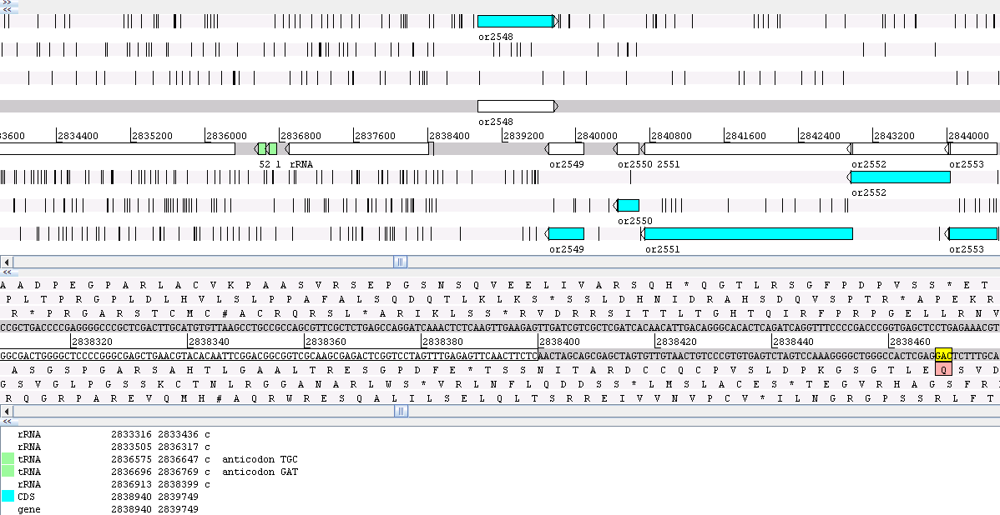 >>
<<
or2548
or2548
33600 2834400 2835200 2836000 2836800 2837600 2838400 2839200 2840000 2840800 2841600 2842400 2843200 2844000
52 1 rRNA or2549 or2550 2551 or2552 or2553
or2552
or2550
or2549 or2551 or2553
<<
A A D P E G P A R L A C V K P A A S V R S E P G S N S Q V E E L I V A R S Q H * Q G T L R S G F P D P V S S * E T
P L T P R G P L D L H V L S L P P A F A L S Q D Q T L K L K S * S S L D H N I D R A H S D Q V S P T R * A P E K R
R * P R G A R S T C M C # A C R Q R S L * A R I K L S S * R V D R R S I T T L T G H T Q I R F P R P G E L L R N V
CCGCTGACCCCGAGGGGCCCGCTCGACTTGCATGTGTTAAGCCTGCCGCCAGCGTTCGCTCTGAGCCAGGATCAAACTCTCAAGTTGAAGAGTTGATCGTCGCTCGATCACAACATTGACAGGGCACACTCAGATCAGGTTTCCCCGACCCGGTGAGCTCCTGAGAAACGT
2838320 2838340 2838360 2838380 2838400 2838420 2838440 2838460
GGCGACTGGGGCTCCCCGGGCGAGCTGAACGTACACAATTCGGACGGCGGTCGCAAGCGAGACTCGGTCCTAGTTTGAGAGTTCAACTTCTCAACTAGCAGCGAGCTAGTGTTGTAACTGTCCCGTGTGAGTCTAGTCCAAAGGGGCTGGGCCACTCGAGGACTCTTTGCA
A S G S P G A R S A H T L G A A L T R E S G P D F E * T S S N I T A R D C C Q C P V S L D P K G S G T L E Q S V D
G S V G L P G S S K C T N L R G G A N A R L W S * V R L N F L Q D D S S * L M S L A C E S * T E G V R H A G S F R
R Q G R P A R E V Q M H # A Q R W R E S Q A L I L S E L Q L T S R R E I V V N V P C V * I L N G R G P S S R L F T
<<
rRNA 2833316 2833436 c
rRNA 2833505 2836317 c
tRNA 2836575 2836647 c anticodon TGC
tRNA 2836696 2836769 c anticodon GAT
rRNA 2836913 2838399 c
CDS 2838940 2839749
gene 2838940 2839749